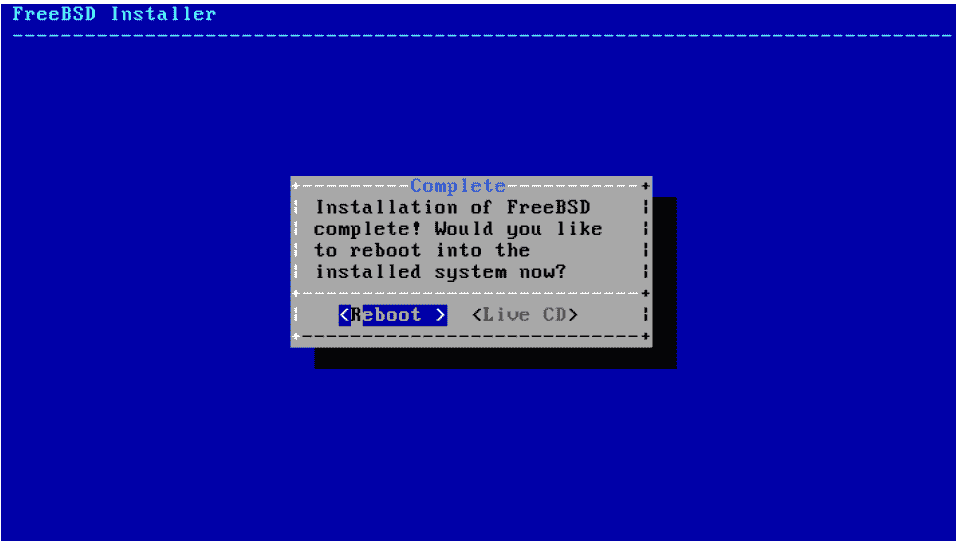 FreeBSD Installer
Complete
Installation of FreeBSD
complete! Would you like
to reboot into the
installed system now?
<Reboot > <Live CD>